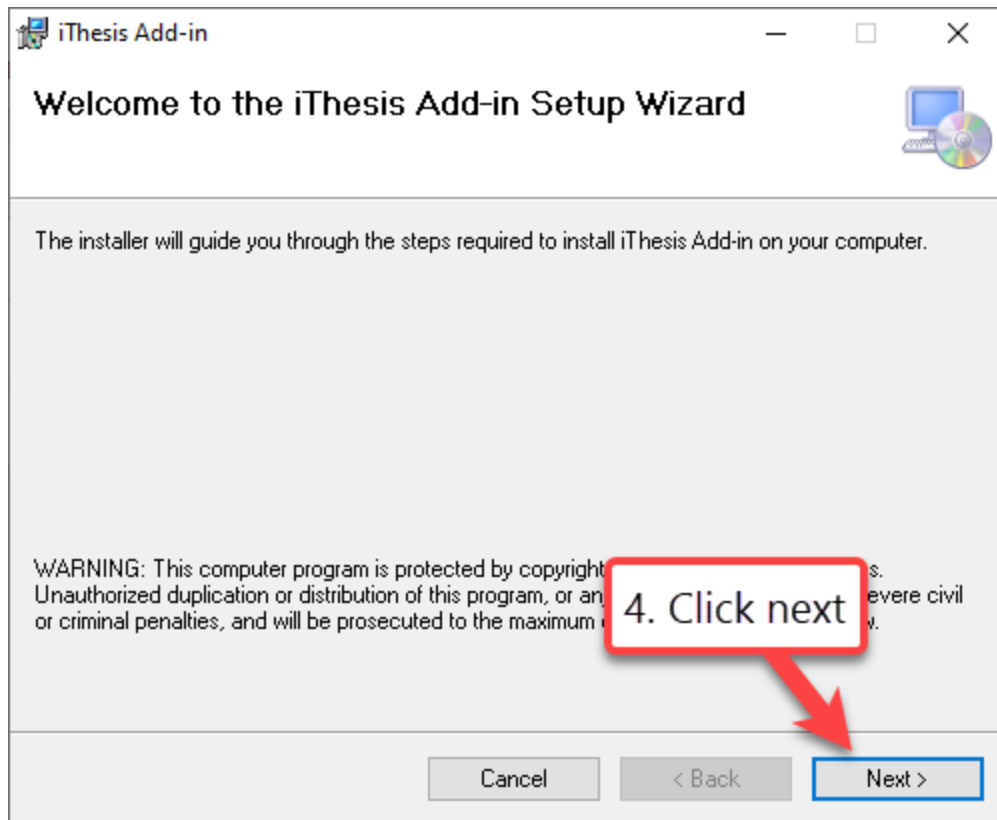 iThesis Add-in
Welcome to the iThesis Add-in Setup Wizard
The installer will guide you through the steps required to install iThesis Add-in on your computer.
WARNING: This computer program is protected by copyright s.
Unauthorized duplication or distribution of this program, or evere civil
or criminal penalties, and will be prosecuted to the maximum
4. Click next
Cancel
< Back
Next >